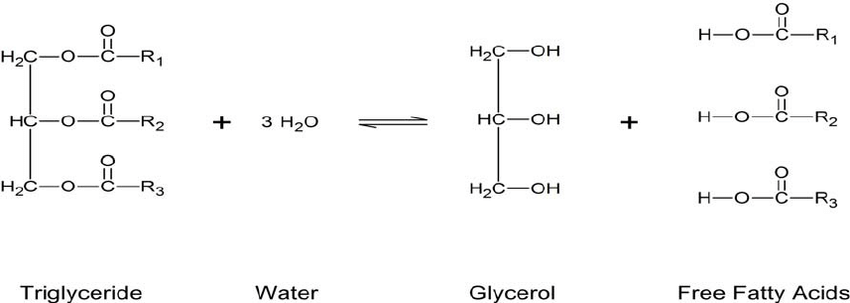 O
H2C—O—C—R1
O
HC—O—C—R2
O
H2C—O—C—R3
+
3 H2O
H2C—OH
HC—OH
H2C—OH
+
O
H—O—C—R1
O
H—O—C—R2
O
H—O—C—R3
Triglyceride Water Glycerol Free Fatty Acids